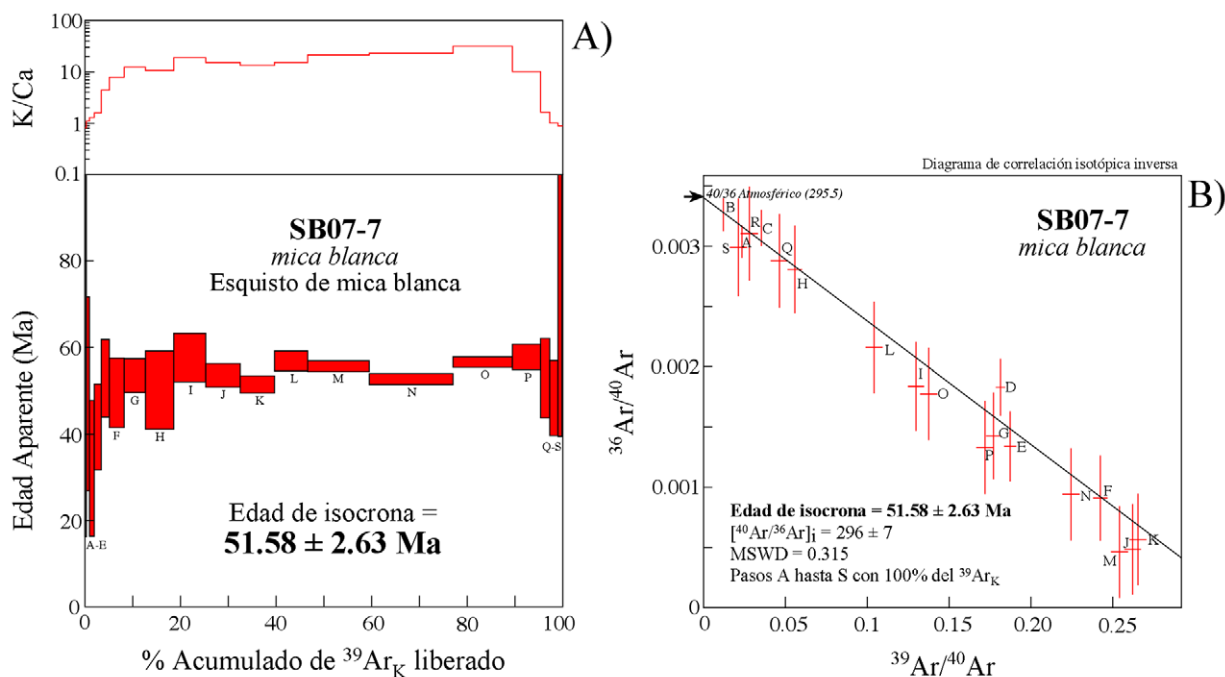 A)
100
10
1
0.1
K/Ca
SB07-7
mica blanca
Esquisto de mica blanca
80
60
40
20
0
Edad Aparente (Ma)
A-E
F
G
H
I
J
K
L
M
N
O
P
Q-S
Edad de isocrona =
51.58 ± 2.63 Ma
0 20 40 60 80 100
% Acumulado de ³⁹Ar_K liberado
Diagrama de correlación isotópica inversa
B)
40/36 Atmosférico (295.5)
SB07-7
mica blanca
0.003
0.002
0.001
0
³⁶Ar/⁴⁰Ar
B
R
C
S
A
Q
H
L
I
O
D
G
E
P
N
F
M
J
K
Edad de isocrona = 51.58 ± 2.63 Ma
[⁴⁰Ar/³⁶Ar]i = 296 ± 7
MSWD = 0.315
Pasos A hasta S con 100% del ³⁹Ar_K
0 0.05 0.10 0.15 0.20 0.25
³⁹Ar/⁴⁰Ar